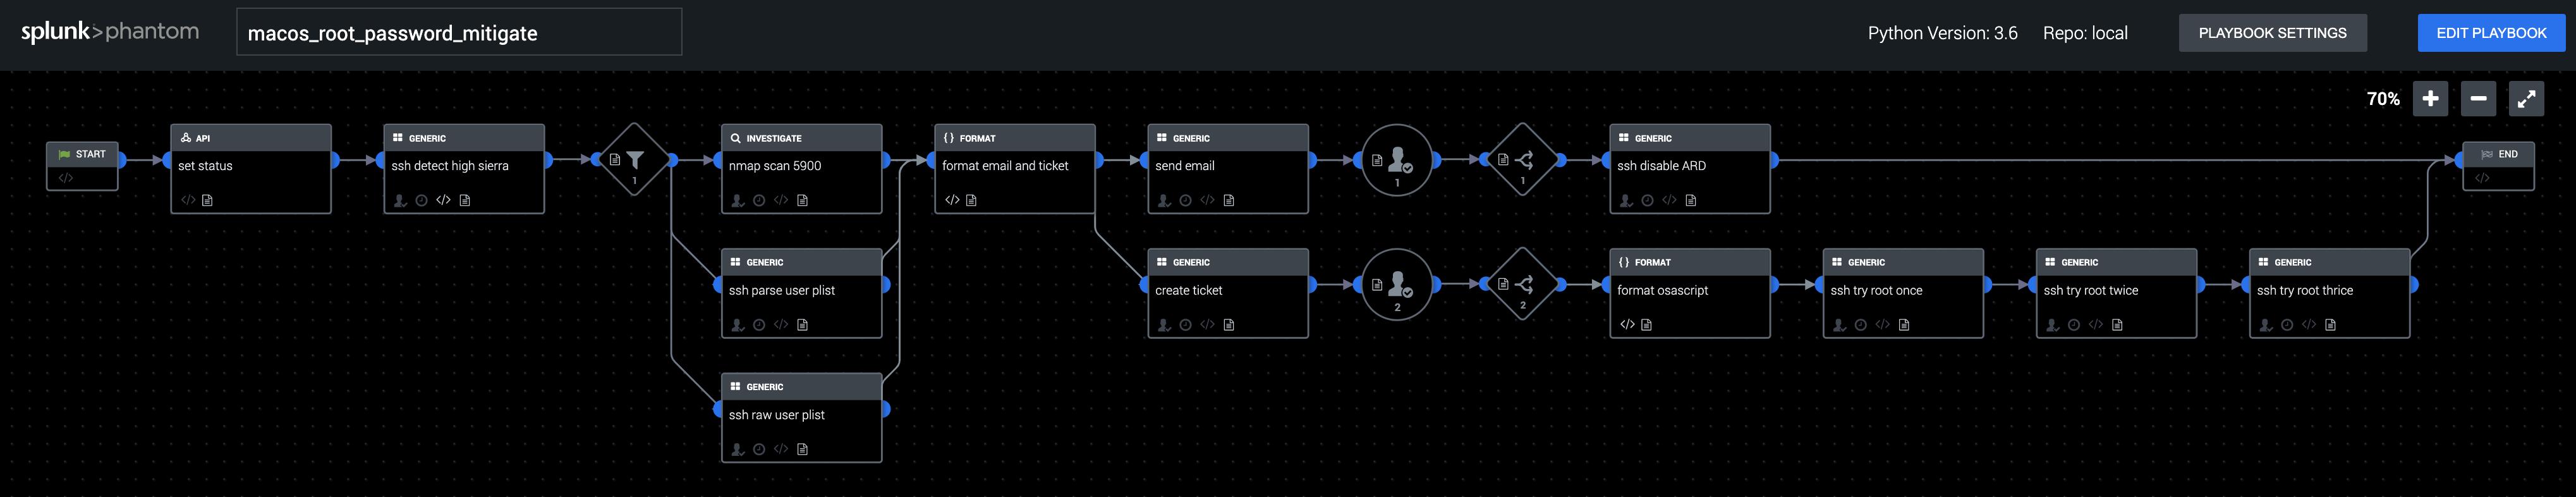 splunk>phantom
macos_root_password_mitigate
Python Version: 3.6
Repo: local
PLAYBOOK SETTINGS
EDIT PLAYBOOK
70%
START
API
set status
GENERIC
ssh detect high sierra
1
INVESTIGATE
nmap scan 5900
FORMAT
format email and ticket
GENERIC
send email
1
1
GENERIC
ssh disable ARD
END
GENERIC
ssh parse user plist
GENERIC
create ticket
2
2
FORMAT
format osascript
GENERIC
ssh try root once
GENERIC
ssh try root twice
GENERIC
ssh try root thrice
GENERIC
ssh raw user plist